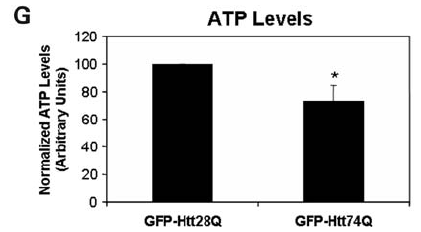 G
ATP Levels
Normalized ATP Levels
(Arbitrary Units)
120
100
80
60
40
20
0
*
GFP-Htt28Q
GFP-Htt74Q